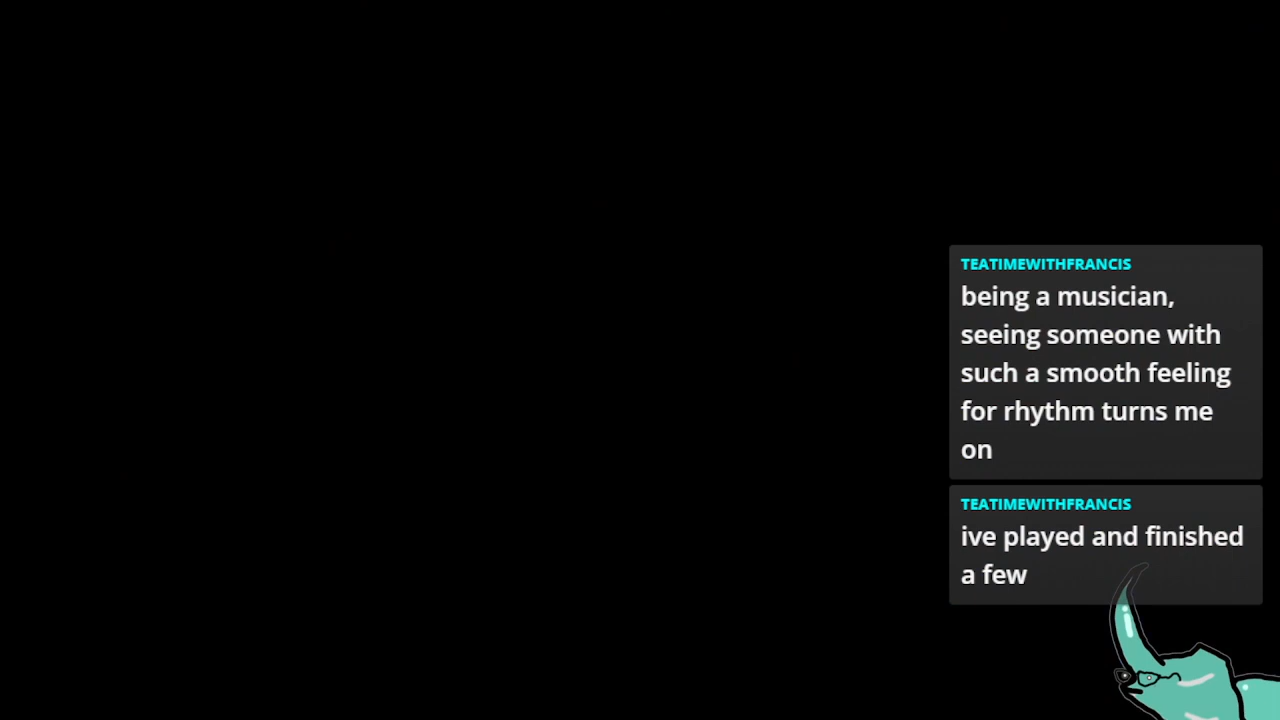 TEATIMEWITHFRANCIS
being a musician,
seeing someone with
such a smooth feeling
for rhythm turns me
on
TEATIMEWITHFRANCIS
ive played and finished
a few